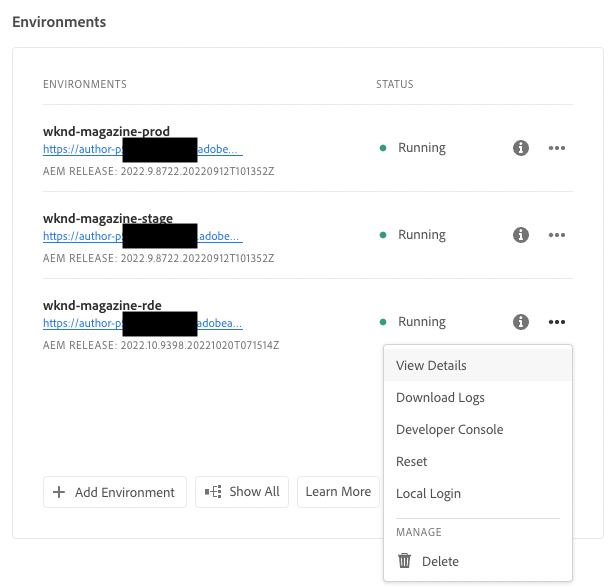 Environments
ENVIRONMENTS STATUS
wknd-magazine-prod
https://author-p adobe... Running
AEM RELEASE: 2022.9.8722.20220912T101352Z
wknd-magazine-stage
https://author-p .adobe... Running
AEM RELEASE: 2022.9.8722.20220912T101352Z
wknd-magazine-rde
https://author-p adobea... Running
AEM RELEASE: 2022.10.9398.20221020T071514Z
View Details
Download Logs
Developer Console
Reset
Local Login
MANAGE
Delete
Add Environment Show All Learn More